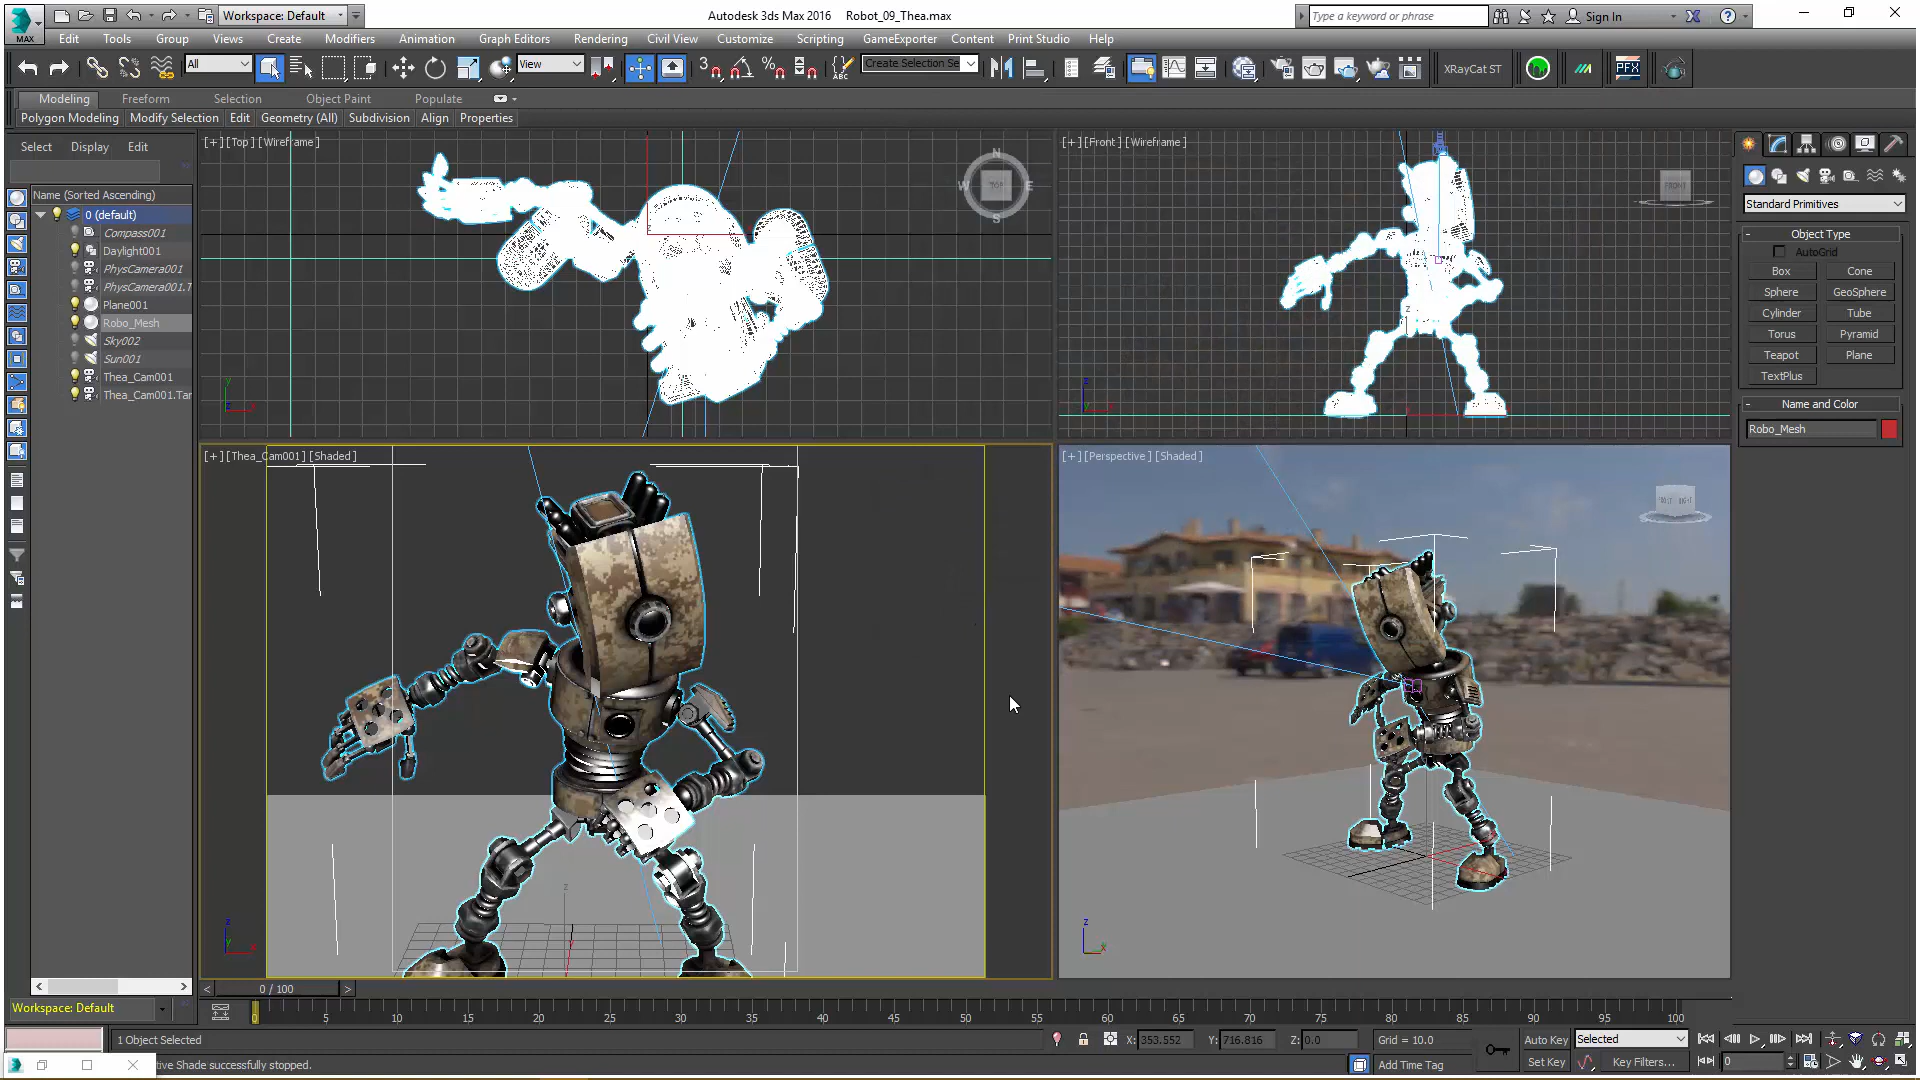 Workspace: Default
Autodesk 3ds Max 2016 Robot_09_Thea.max
Type a keyword or phrase
Sign In
MAX
Edit Tools Group Views Create Modifiers Animation Graph Editors Rendering Civil View Customize Scripting GameExporter Content Print Studio Help
All
View
Create Selection Se
XRayCat ST
PFX
Modeling Freeform Selection Object Paint Populate
Polygon Modeling Modify Selection Edit Geometry (All) Subdivision Align Properties
Select Display Edit
Name (Sorted Ascending)
0 (default)
Compass001
Daylight001
PhysCamera001
PhysCamera001.T
Plane001
Robo_Mesh
Sky002
Sun001
Thea_Cam001
Thea_Cam001.Tar
[+] [Top] [Wireframe]
N
W TOP E
S
[+] [Front] [Wireframe]
FRONT
[+] [Thea_Cam001] [Shaded]
[+] [Perspective] [Shaded]
Standard Primitives
Object Type
AutoGrid
Box Cone
Sphere GeoSphere
Cylinder Tube
Torus Pyramid
Teapot Plane
TextPlus
Name and Color
Robo_Mesh
< 0 / 100 >
Workspace: Default
0 5 10 15 20 25 30 35 40 45 50 55 60 65 70 75 80 85 90 95 100
1 Object Selected
X: 353.552 Y: 716.816 Z: 0.0 Grid = 10.0
Auto Key Selected
tive Shade successfully stopped.
Add Time Tag
Set Key Key Filters... 0